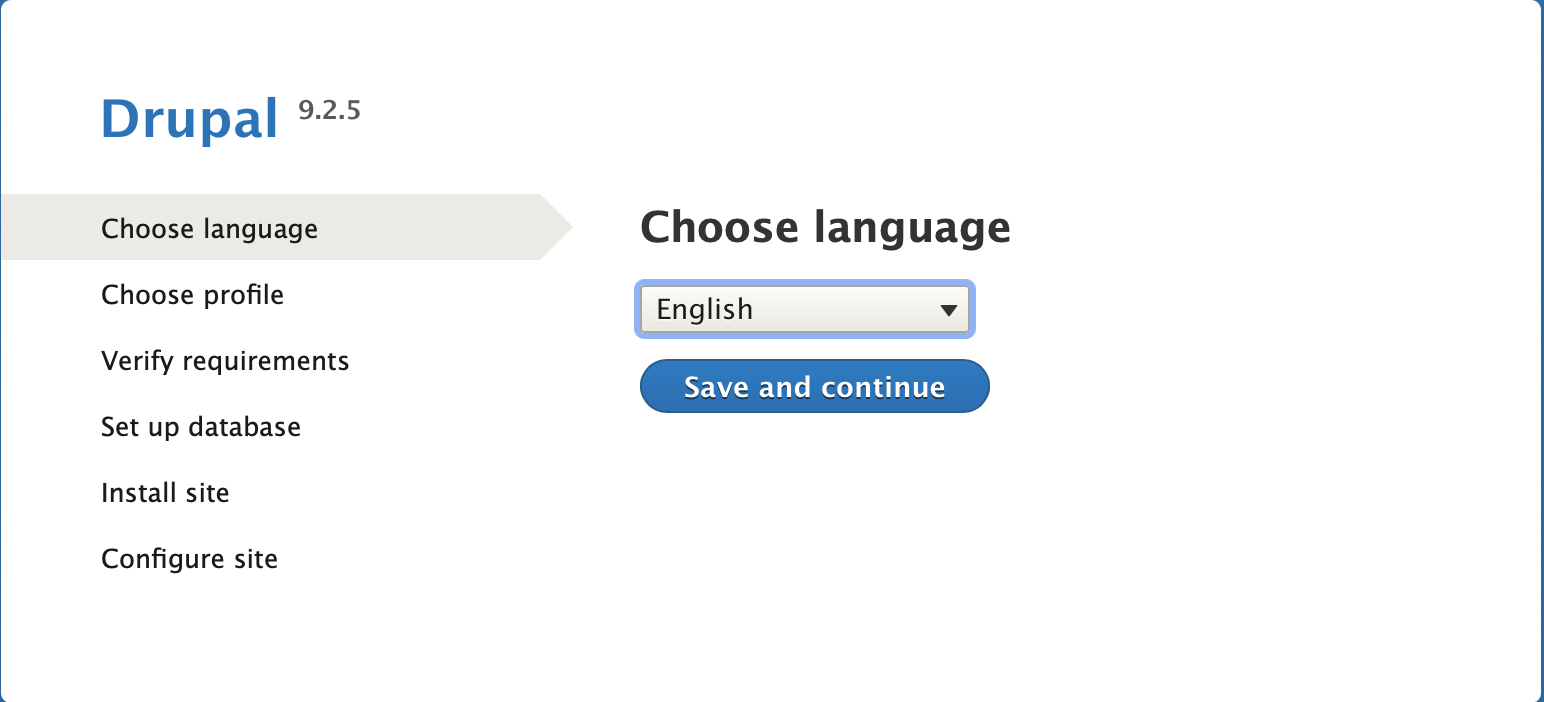 Drupal 9.2.5
Choose language
Choose profile
Verify requirements
Set up database
Install site
Configure site
Choose language
English
Save and continue